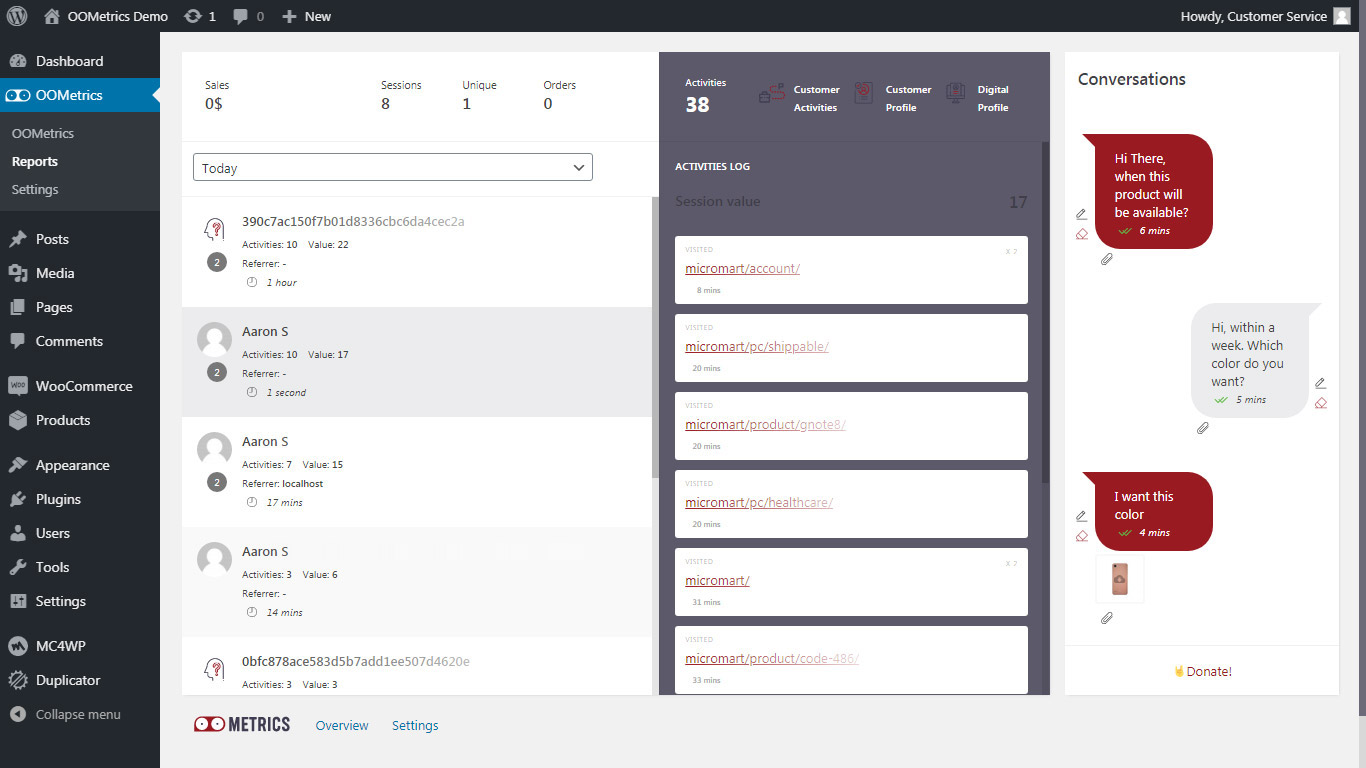 OOMetrics Demo 1 0 New Howdy, Customer Service
Dashboard
OOMetrics
OOMetrics
Reports
Settings
Posts
Media
Pages
Comments
WOO WooCommerce
Products
Appearance
Plugins
Users
Tools
Settings
MC4WP
Duplicator
Collapse menu
Sales Sessions Unique Orders
0$ 8 1 0
Today
390c7ac150f7b01d8336cbc6da4cec2a
Activities: 10 Value: 22
2 Referrer: -
1 hour
Aaron S
Activities: 10 Value: 17
2 Referrer: -
1 second
Aaron S
Activities: 7 Value: 15
2 Referrer: localhost
17 mins
Aaron S
Activities: 3 Value: 6
Referrer: -
14 mins
0bfc878ace583d5b7add1ee507d4620e
Activities: 3 Value: 3
Activities
38
Customer
Activities
Customer
Profile
Digital
Profile
ACTIVITIES LOG
Session value 17
VISITED X 2
micromart/account/
8 mins
VISITED
micromart/pc/shippable/
20 mins
VISITED
micromart/product/gnote8/
20 mins
VISITED
micromart/pc/healthcare/
20 mins
VISITED X 2
micromart/
31 mins
VISITED
micromart/product/code-486/
33 mins
Conversations
Hi There,
when this
product will
be available?
6 mins
Hi, within a
week. Which
color do you
want?
5 mins
I want this
color
4 mins
🤘Donate!
METRICS Overview Settings